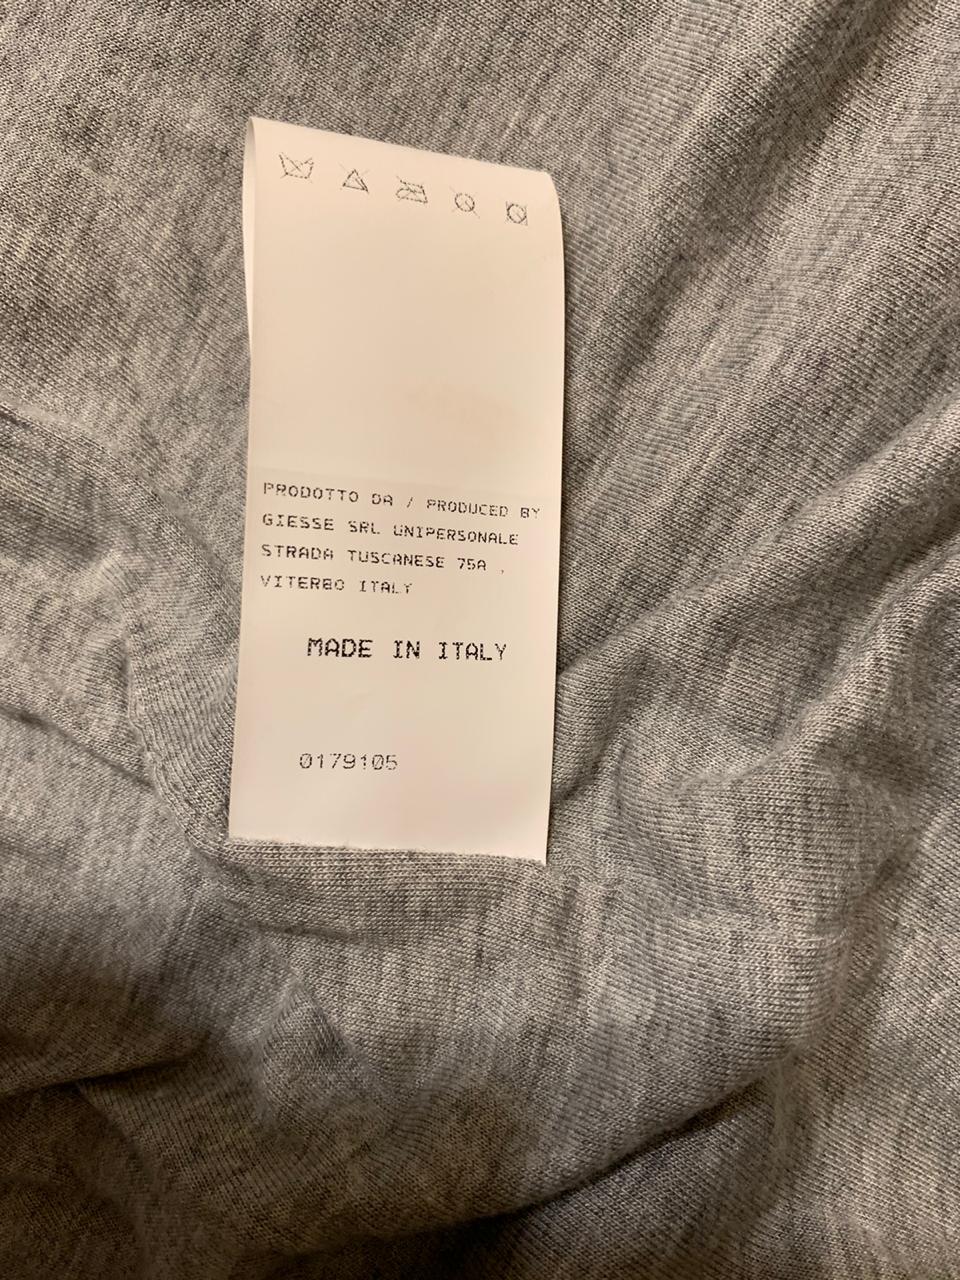 PRODOTTO DA / PRODUCED BY
GIESSE SRL UNIPERSONALE
STRADA TUSCANESE 75A ,
VITERBO ITALY
MADE IN ITALY
0179105